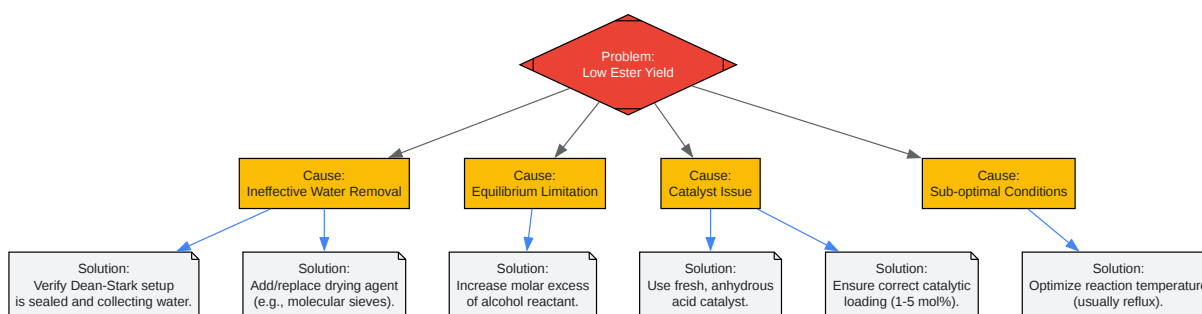 Problem:
Low Ester Yield
Cause:
Ineffective Water Removal
Cause:
Equilibrium Limitation
Cause:
Catalyst Issue
Cause:
Sub-optimal Conditions
Solution:
Verify Dean-Stark setup
is sealed and collecting water.
Solution:
Add/replace drying agent
(e.g., molecular sieves).
Solution:
Increase molar excess
of alcohol reactant.
Solution:
Use fresh, anhydrous
acid catalyst.
Solution:
Ensure correct catalytic
loading (1-5 mol%).
Solution:
Optimize reaction temperature
(usually reflux).